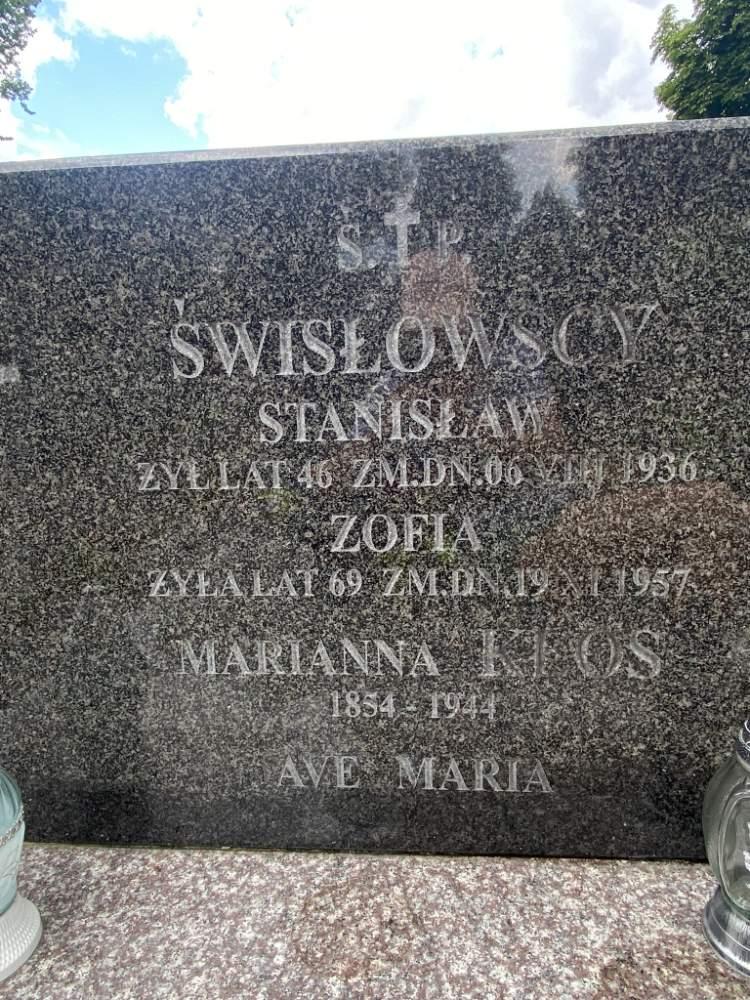 Ś. P.
ŚWISŁOWSCY
STANISŁAW
ŻYŁ LAT 46 ZM.DN.06 VIII 1936
ZOFIA
ŻYŁA LAT 69 ZM.DN.19 XI 1957
MARIANNA KŁOS
1854 - 1944
AVE MARIA